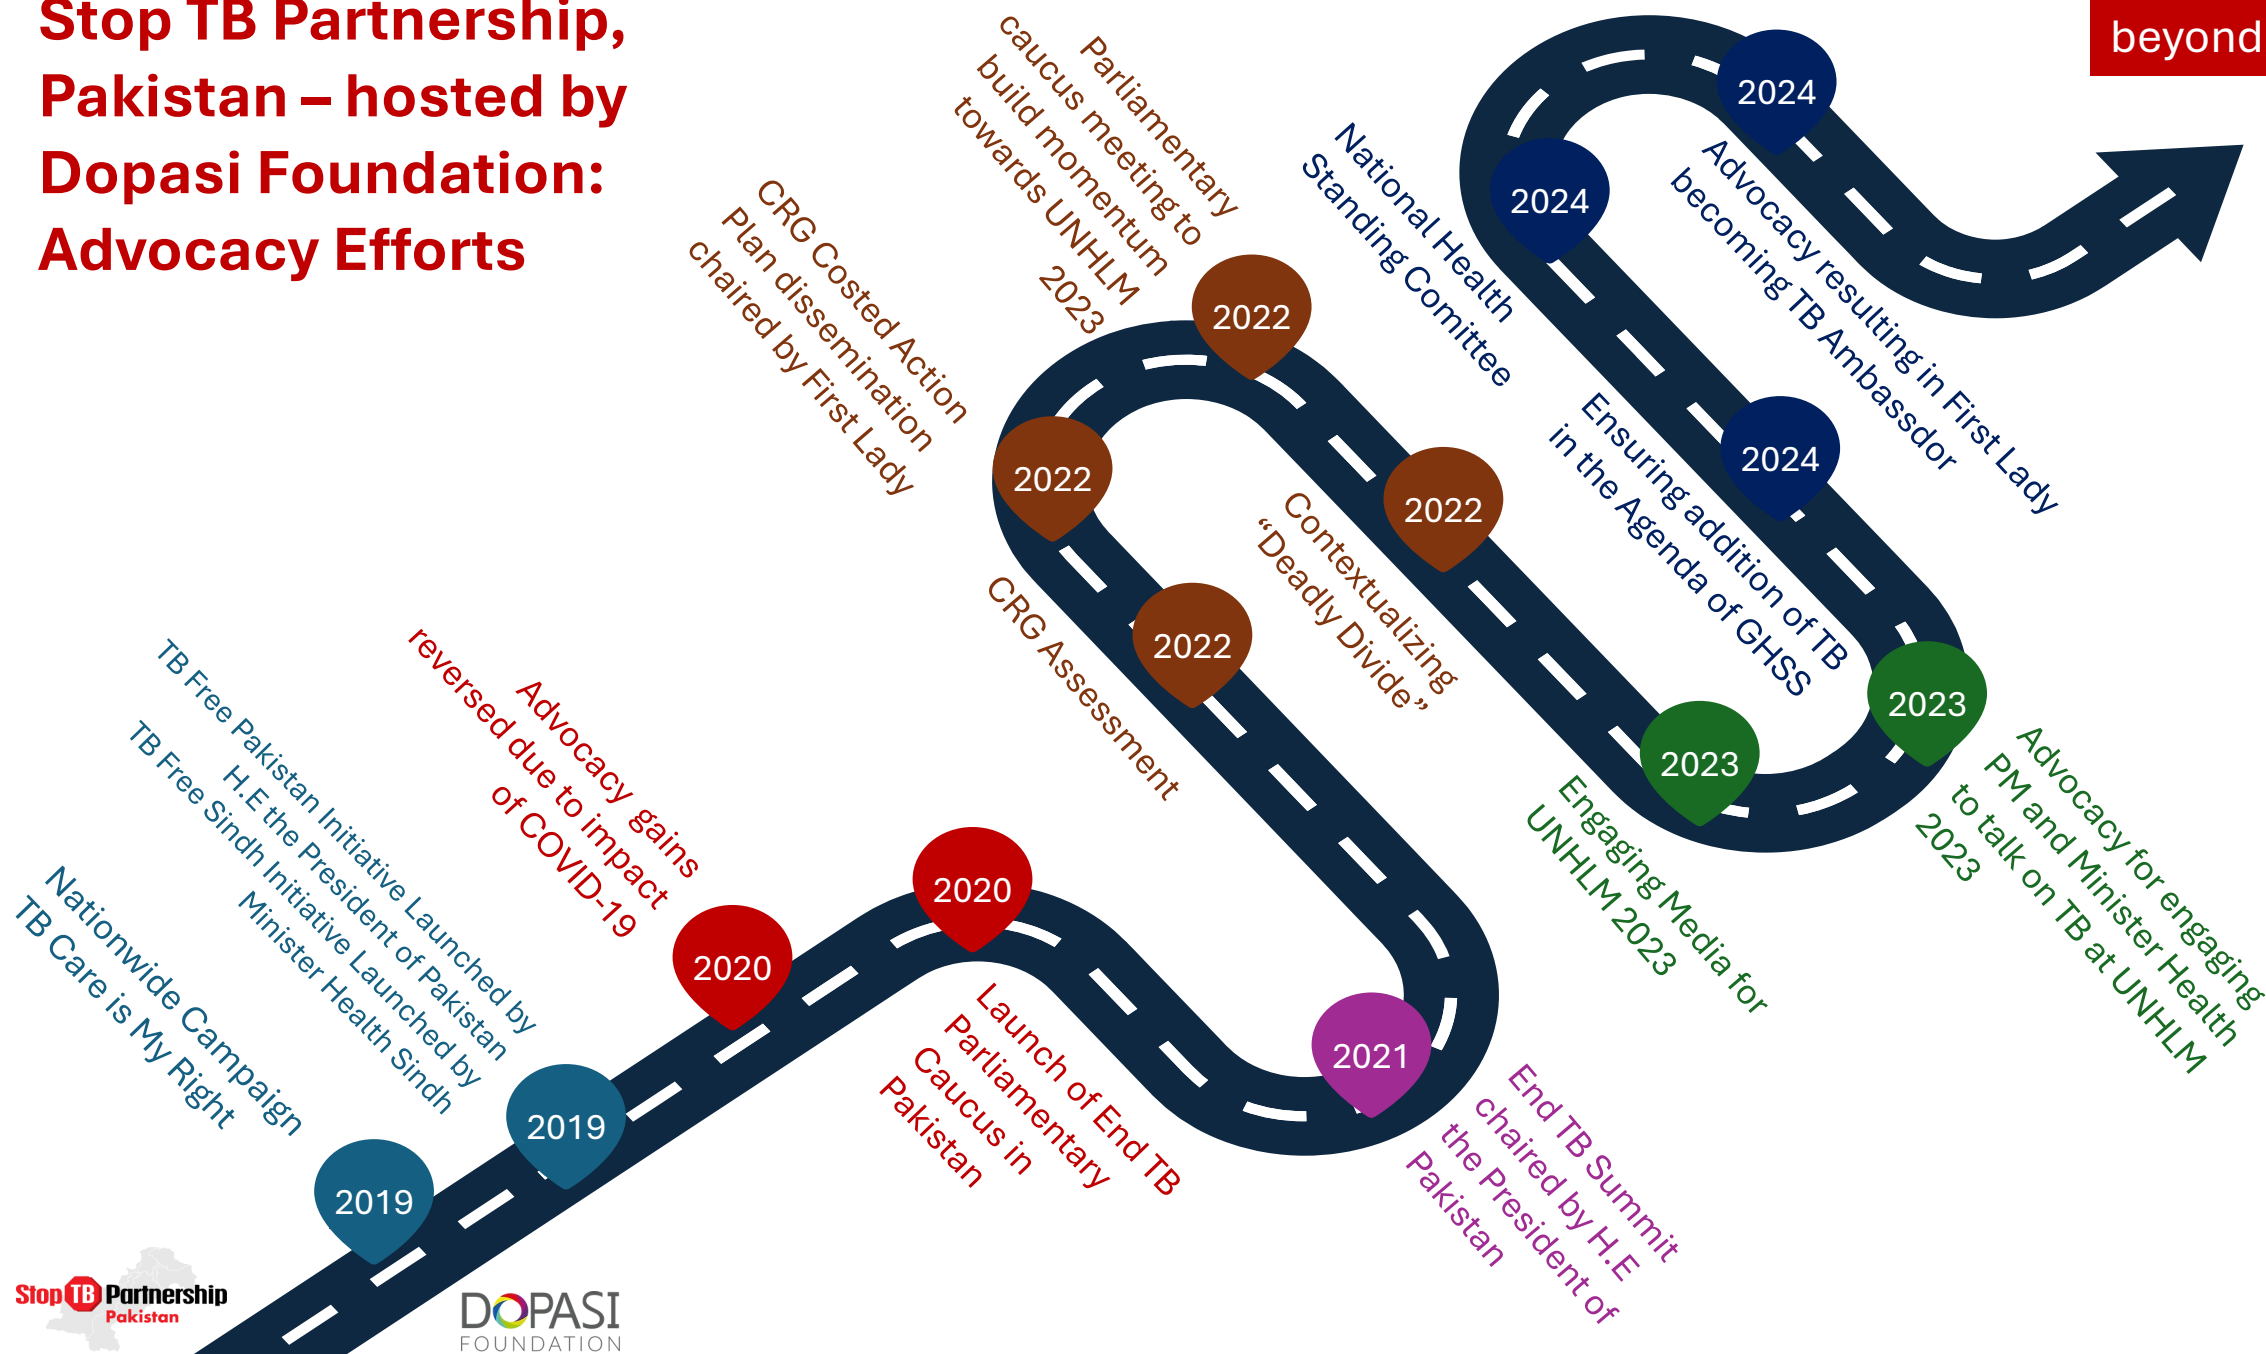 Stop TB Partnership,
Pakistan – hosted by
Dopasi Foundation:
Advocacy Efforts
beyond
2019
Nationwide Campaign
TB Care is My Right
2019
TB Free Pakistan Initiative Launched by
H.E the President of Pakistan
TB Free Sindh Initiative Launched by
Minister Health Sindh
2020
Advocacy gains
reversed due to impact
of COVID-19
2020
Launch of End TB
Parliamentary
Caucus in
Pakistan
2021
End TB Summit
chaired by H.E
the President of
Pakistan
2022
CRG Assessment
2022
CRG Costed Action
Plan dissemination
chaired by First Lady
2022
Parliamentary
caucus meeting to
build momentum
towards UNHLM
2023
2022
Contextualizing
“Deadly Divide”
2023
Engaging Media for
UNHLM 2023
2023
Advocacy for engaging
PM and Minister Health
to talk on TB at UNHLM
2023
2024
Ensuring addition of TB
in the Agenda of GHSS
2024
National Health
Standing Comittee
2024
Advocacy resulting in First Lady
becoming TB Ambassdor
Stop TB Partnership
Pakistan
DOPASI
FOUNDATION